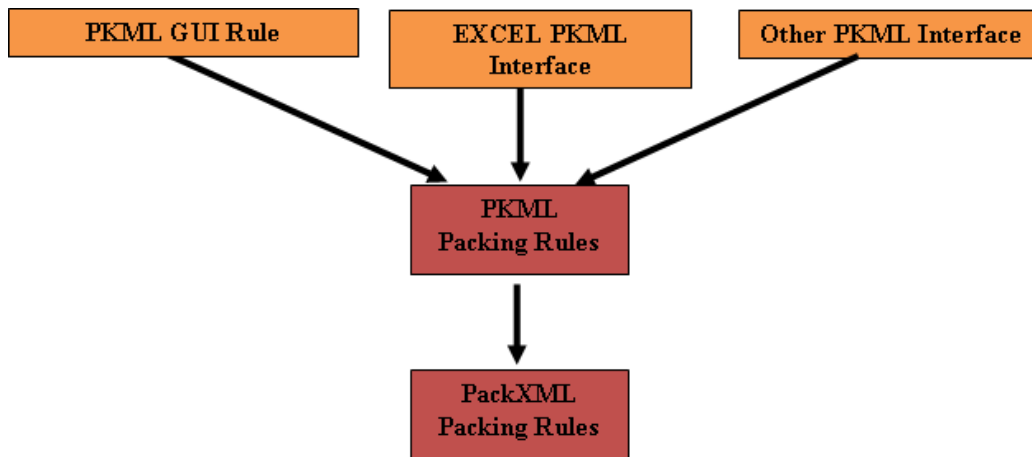 PKML GUI Rule
EXCEL PKML
Interface
Other PKML Interface
PKML
Packing Rules
PackXML
Packing Rules